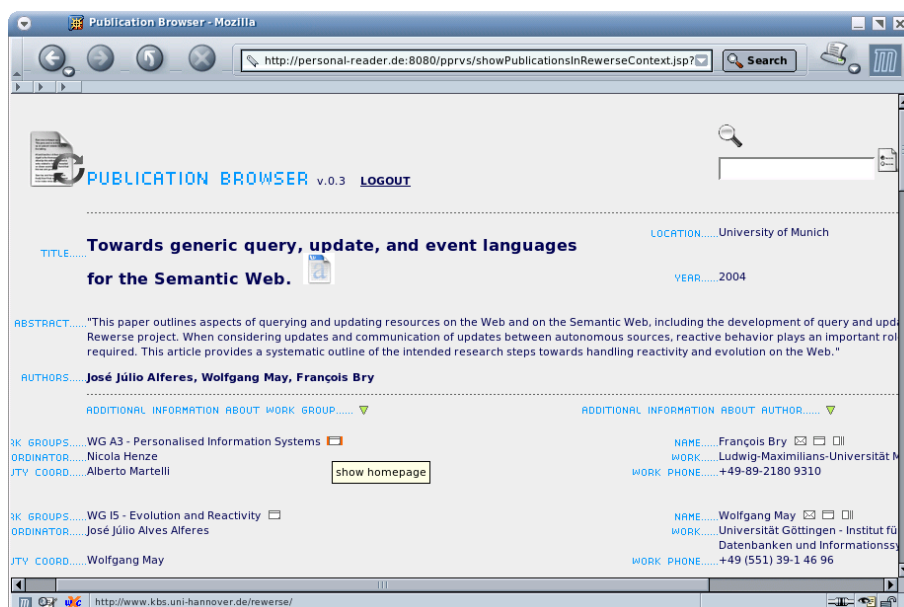 Publication Browser - Mozilla
http://personal-reader.de:8080/pprvs/showPublicationsInRewerseContext.jsp?
Search
PUBLICATION BROWSER v.0.3 LOGOUT
LOCATION......University of Munich
TITLE......Towards generic query, update, and event languages
for the Semantic Web.
YEAR......2004
ABSTRACT......"This paper outlines aspects of querying and updating resources on the Web and on the Semantic Web, including the development of query and upda
Rewerse project. When considering updates and communication of updates between autonomous sources, reactive behavior plays an important rol
required. This article provides a systematic outline of the intended research steps towards handling reactivity and evolution on the Web."
AUTHORS......José Júlio Alferes, Wolfgang May, François Bry
ADDITIONAL INFORMATION ABOUT WORK GROUP......
ADDITIONAL INFORMATION ABOUT AUTHOR......
RK GROUPS......WG A3 - Personalised Information Systems
ORDINATOR......Nicola Henze
UTY COORD......Alberto Martelli
show homepage
NAME......François Bry
WORK......Ludwig-Maximilians-Universität M
WORK PHONE......+49-89-2180 9310
RK GROUPS......WG I5 - Evolution and Reactivity
ORDINATOR......José Júlio Alves Alferes
UTY COORD......Wolfgang May
NAME......Wolfgang May
WORK......Universität Göttingen - Institut fü
Datenbanken und Informationssy
WORK PHONE......+49 (551) 39-1 46 96
http://www.kbs.uni-hannover.de/rewerse/